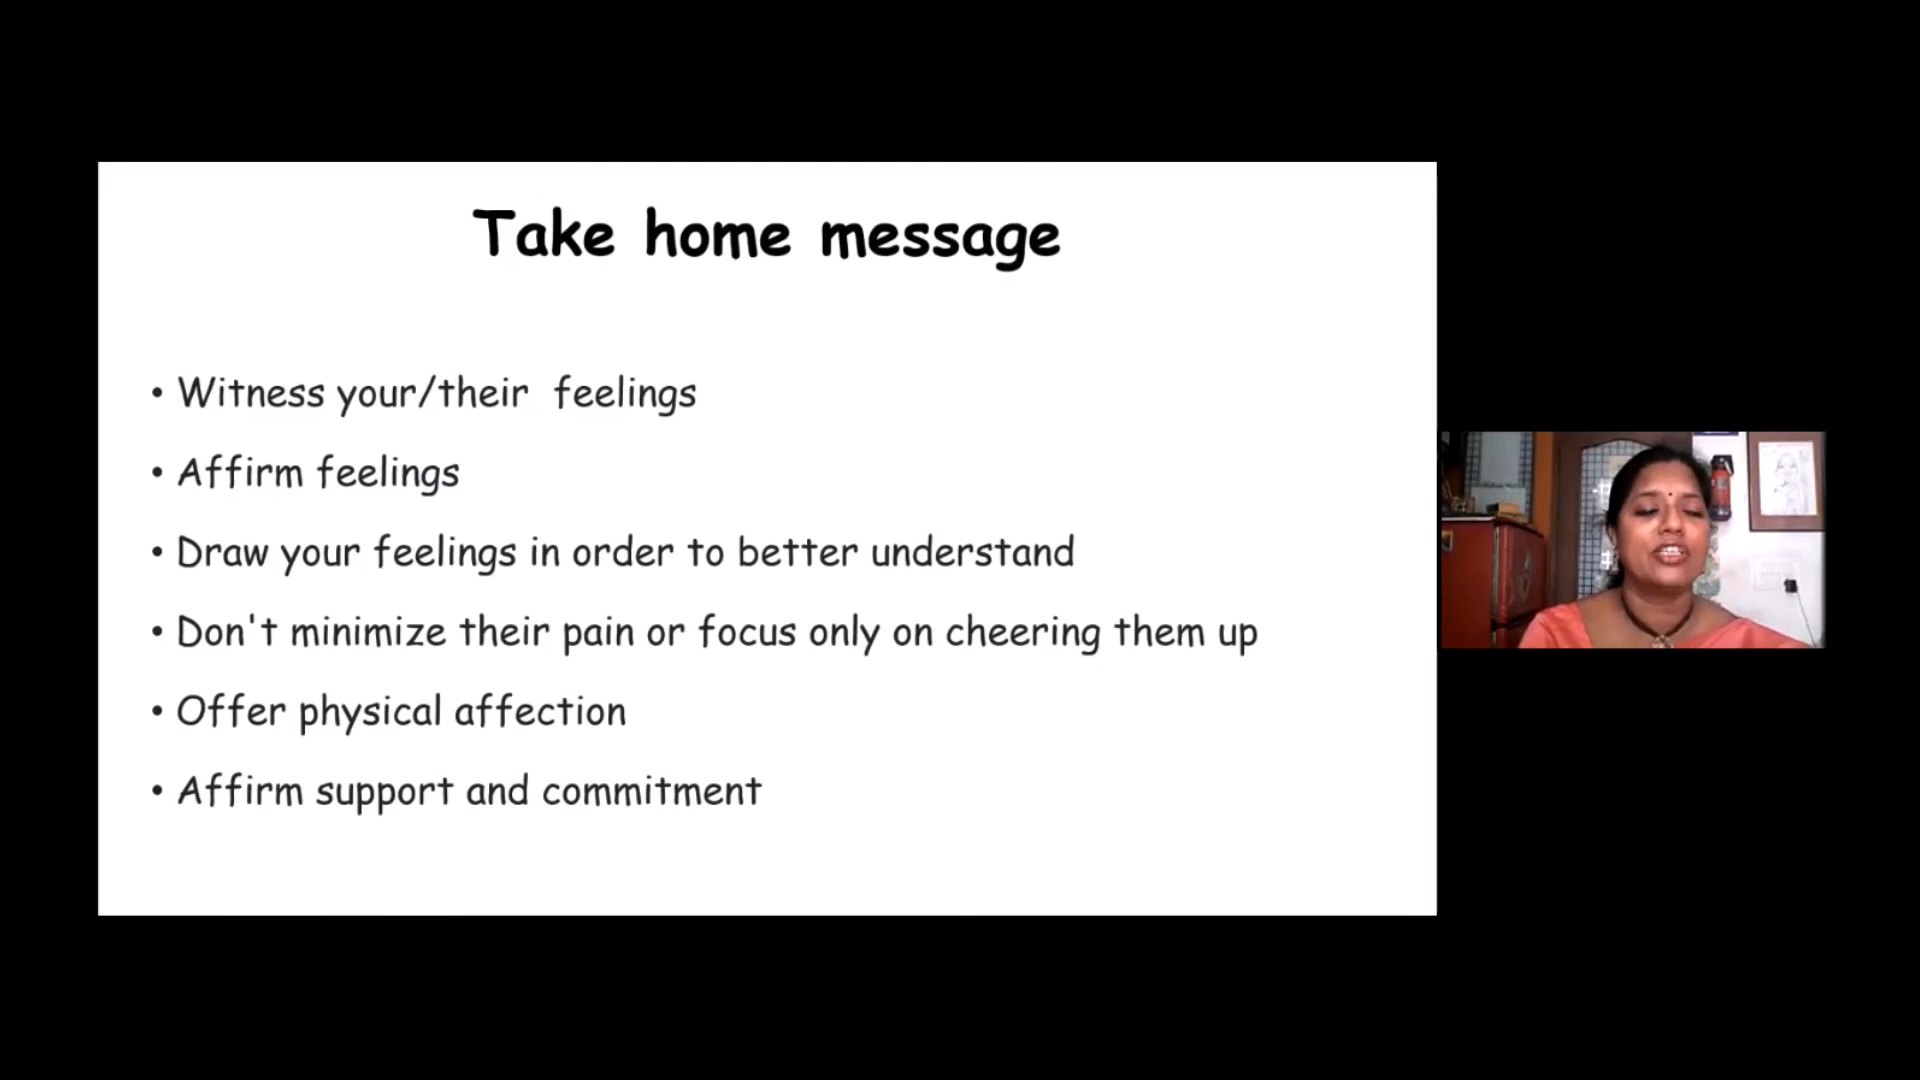 Take home message
• Witness your/their feelings
• Affirm feelings
• Draw your feelings in order to better understand
• Don't minimize their pain or focus only on cheering them up
• Offer physical affection
• Affirm support and commitment